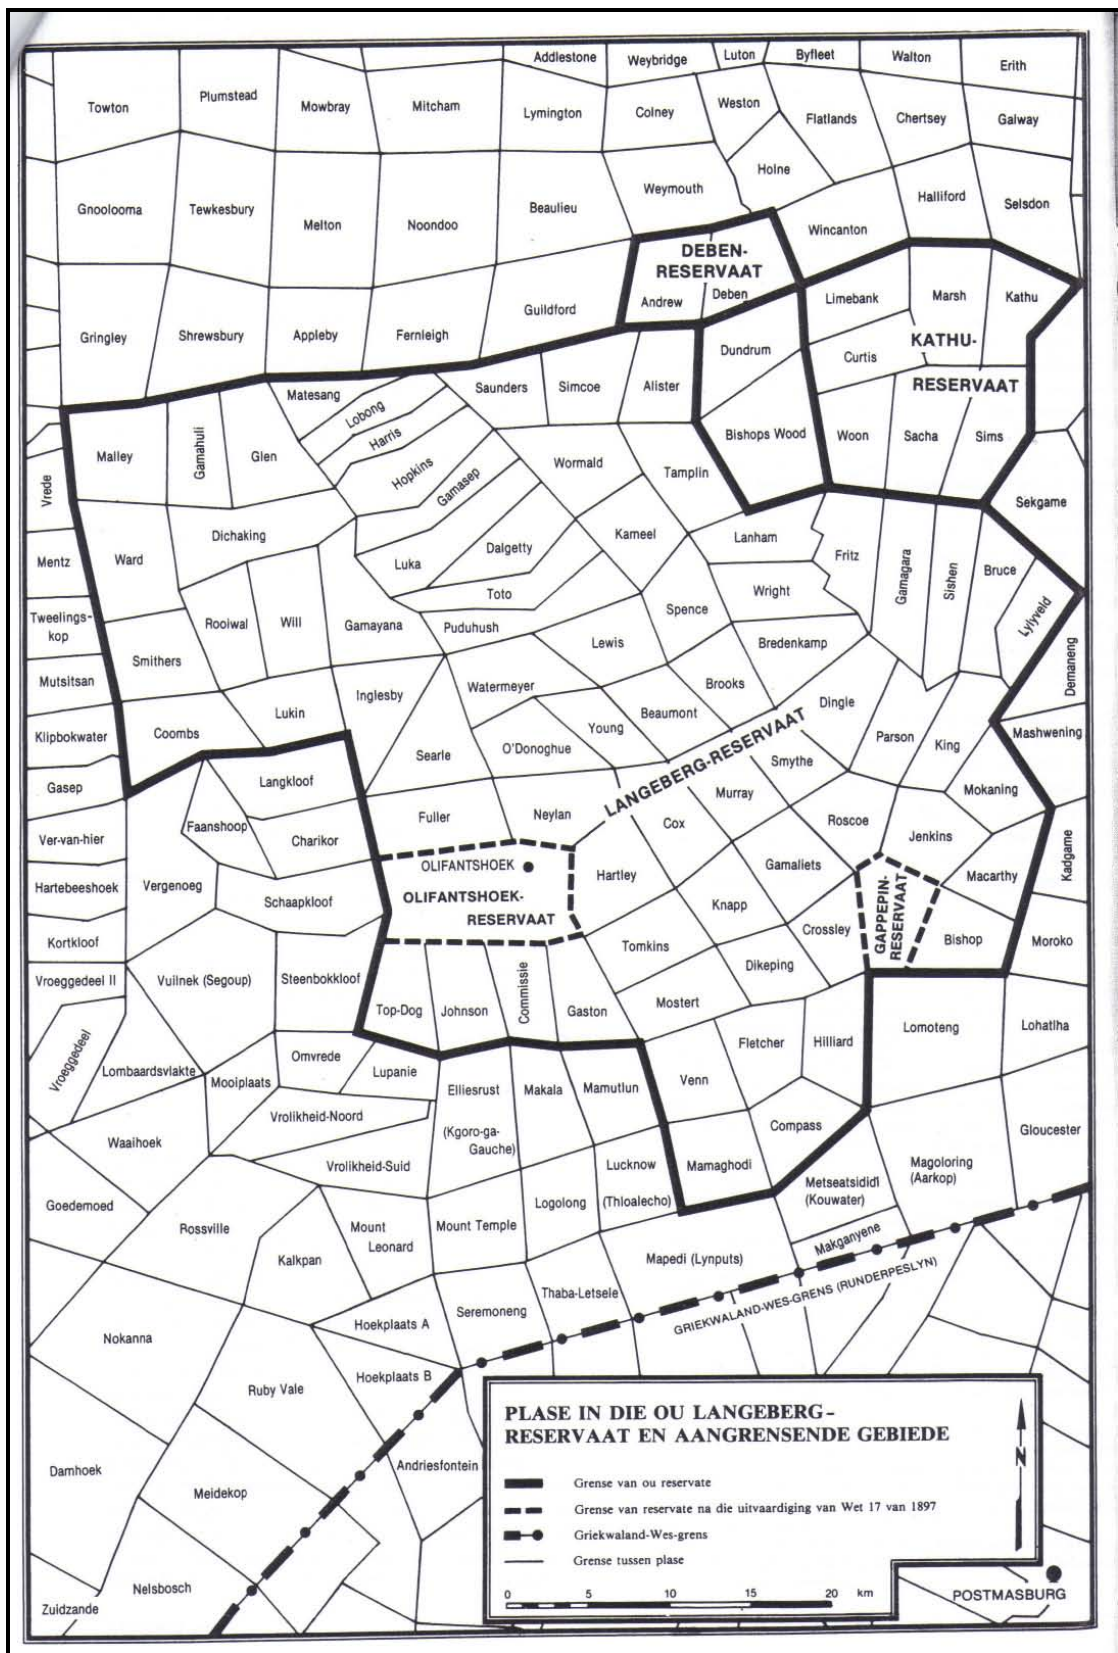 Addlestone
Weybridge
Luton
Byfleet
Walton
Erith
Towton
Plumstead
Mowbray
Mitcham
Lymington
Colney
Weston
Flatlands
Chertsey
Galway
Holne
Gnoolooma
Tewkesbury
Melton
Noondoo
Beaulieu
Weymouth
Wincanton
Halliford
Selsdon
DEBEN-
RESERVAAT
Andrew
Deben
Gringley
Shrewsbury
Appleby
Fernleigh
Guildford
Limebank
Marsh
Kathu
KATHU-
RESERVAAT
Dundrum
Curtis
Matesang
Saunders
Simcoe
Alister
Lobong
Harris
Hopkins
Gamasep
Malley
Gamahuli
Glen
Bishops Wood
Woon
Sacha
Sims
Wormald
Tamplin
Vrede
Sekgame
Dichaking
Kameel
Lanham
Mentz
Ward
Luka
Dalgetty
Fritz
Gamagara
Sishen
Bruce
Lylyveld
Toto
Wright
Tweelings-
kop
Rooiwal
Will
Gamayana
Puduhush
Spence
Lewis
Bredenkamp
Smithers
Demaneng
Mutsitsan
Inglesby
Watermeyer
Brooks
Lukin
Beaumont
Dingle
Klipbokwater
Coombs
Young
LANGEBERG-RESERVAAT
Parson
King
Mashwening
Searle
O'Donoghue
Smythe
Gasep
Langkloof
Murray
Mokaning
Fuller
Neylan
Cox
Roscoe
Jenkins
Ver-van-hier
Faanshoop
Charikor
OLIFANTSHOEK
Hartley
Gamaliets
Macarthy
Kadgame
Hartebeeshoek
Vergenoeg
Schaapkloof
OLIFANTSHOEK-
RESERVAAT
Knapp
Crossley
GAPPEPIN-
RESERVAAT
Bishop
Moroko
Kortkloof
Tomkins
Dikeping
Vroeggedeel II
Vuilnek (Segoup)
Steenbokkloof
Top-Dog
Johnson
Commissie
Gaston
Mostert
Vroeggedeel
Lombaardsvlakte
Mooiplaats
Omvrede
Lupanie
Fletcher
Hilliard
Lomoteng
Lohatlha
Elliesrust
Makala
Mamutlun
Venn
Vrolikheid-Noord
(Kgoro-ga-
Gauche)
Compass
Gloucester
Waaihoek
Vrolikheid-Suid
Lucknow
(Thloalecho)
Mamaghodi
Metseatsididi
(Kouwater)
Magoloring
(Aarkop)
Goedemoed
Rossville
Mount
Leonard
Mount Temple
Logolong
Kalkpan
Mapedi (Lynputs)
Makganyene
Thaba-Letsele
Seremoneng
GRIEKWALAND-WES-GRENS (RUNDERPESLYN)
Nokanna
Hoekplaats A
Hoekplaats B
Ruby Vale
Damhoek
Meidekop
Andriesfontein
Nelsbosch
Zuidzande
PLASE IN DIE OU LANGEBERG-
RESERVAAT EN AANGRENSENDE GEBIEDE
N
Grense van ou reservate
Grense van reservate na die uitvaardiging van Wet 17 van 1897
Griekwaland-Wes-grens
Grense tussen plase
0 5 10 15 20 km
POSTMASBURG